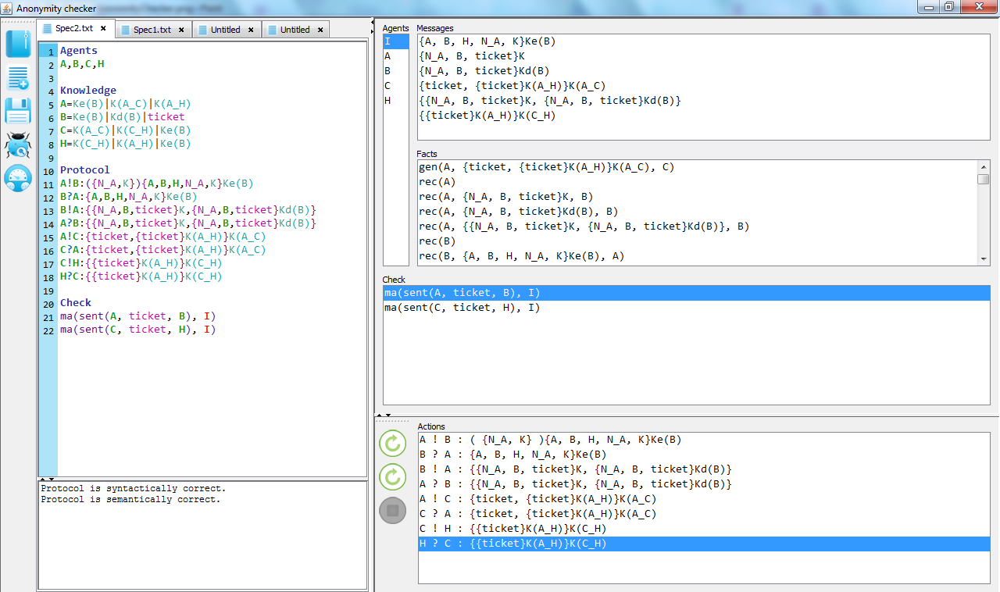 Anonymity checker
Spec2.txt
Spec1.txt
Untitled
Untitled
1 Agents
2 A,B,C,H
3
4 Knowledge
5 A=Ke(B)|K(A_C)|K(A_H)
6 B=Ke(B)|Kd(B)|ticket
7 C=K(A_C)|K(C_H)|Ke(B)
8 H=K(C_H)|K(A_H)|Ke(B)
9
10 Protocol
11 A!B:({N_A,K}){A,B,H,N_A,K}Ke(B)
12 B?A:{A,B,H,N_A,K}Ke(B)
13 B!A:{{N_A,B,ticket}K,{N_A,B,ticket}Kd(B)}
14 A?B:{{N_A,B,ticket}K,{N_A,B,ticket}Kd(B)}
15 A!C:{ticket,{ticket}K(A_H)}K(A_C)
16 C?A:{ticket,{ticket}K(A_H)}K(A_C)
17 C!H:{{ticket}K(A_H)}K(C_H)
18 H?C:{{ticket}K(A_H)}K(C_H)
19
20 Check
21 ma(sent(A, ticket, B), I)
22 ma(sent(C, ticket, H), I)
Protocol is syntactically correct.
Protocol is semantically correct.
Agents
I
A
B
C
H
Messages
{A, B, H, N_A, K}Ke(B)
{N_A, B, ticket}K
{N_A, B, ticket}Kd(B)
{ticket, {ticket}K(A_H)}K(A_C)
{{N_A, B, ticket}K, {N_A, B, ticket}Kd(B)}
{{ticket}K(A_H)}K(C_H)
Facts
gen(A, {ticket, {ticket}K(A_H)}K(A_C), C)
rec(A)
rec(A, {N_A, B, ticket}K, B)
rec(A, {N_A, B, ticket}Kd(B), B)
rec(A, {{N_A, B, ticket}K, {N_A, B, ticket}Kd(B)}, B)
rec(B)
rec(B, {A, B, H, N_A, K}Ke(B), A)
Check
ma(sent(A, ticket, B), I)
ma(sent(C, ticket, H), I)
Actions
A ! B : ( {N_A, K} ){A, B, H, N_A, K}Ke(B)
B ? A : {A, B, H, N_A, K}Ke(B)
B ! A : {{N_A, B, ticket}K, {N_A, B, ticket}Kd(B)}
A ? B : {{N_A, B, ticket}K, {N_A, B, ticket}Kd(B)}
A ! C : {ticket, {ticket}K(A_H)}K(A_C)
C ? A : {ticket, {ticket}K(A_H)}K(A_C)
C ! H : {{ticket}K(A_H)}K(C_H)
H ? C : {{ticket}K(A_H)}K(C_H)